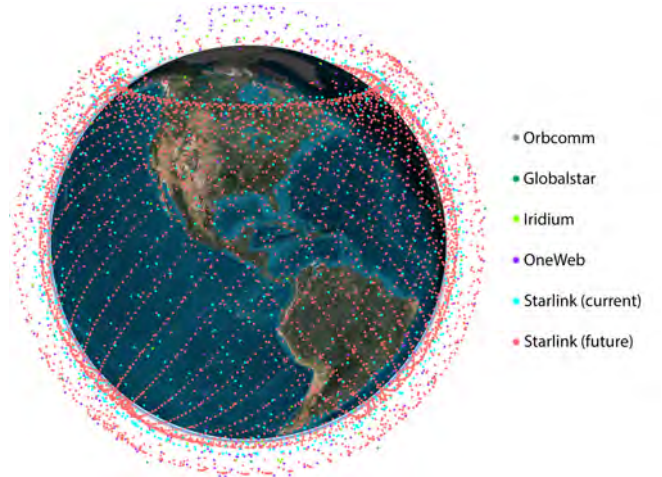 Orbcomm
Globalstar
Iridium
OneWeb
Starlink (current)
Starlink (future)